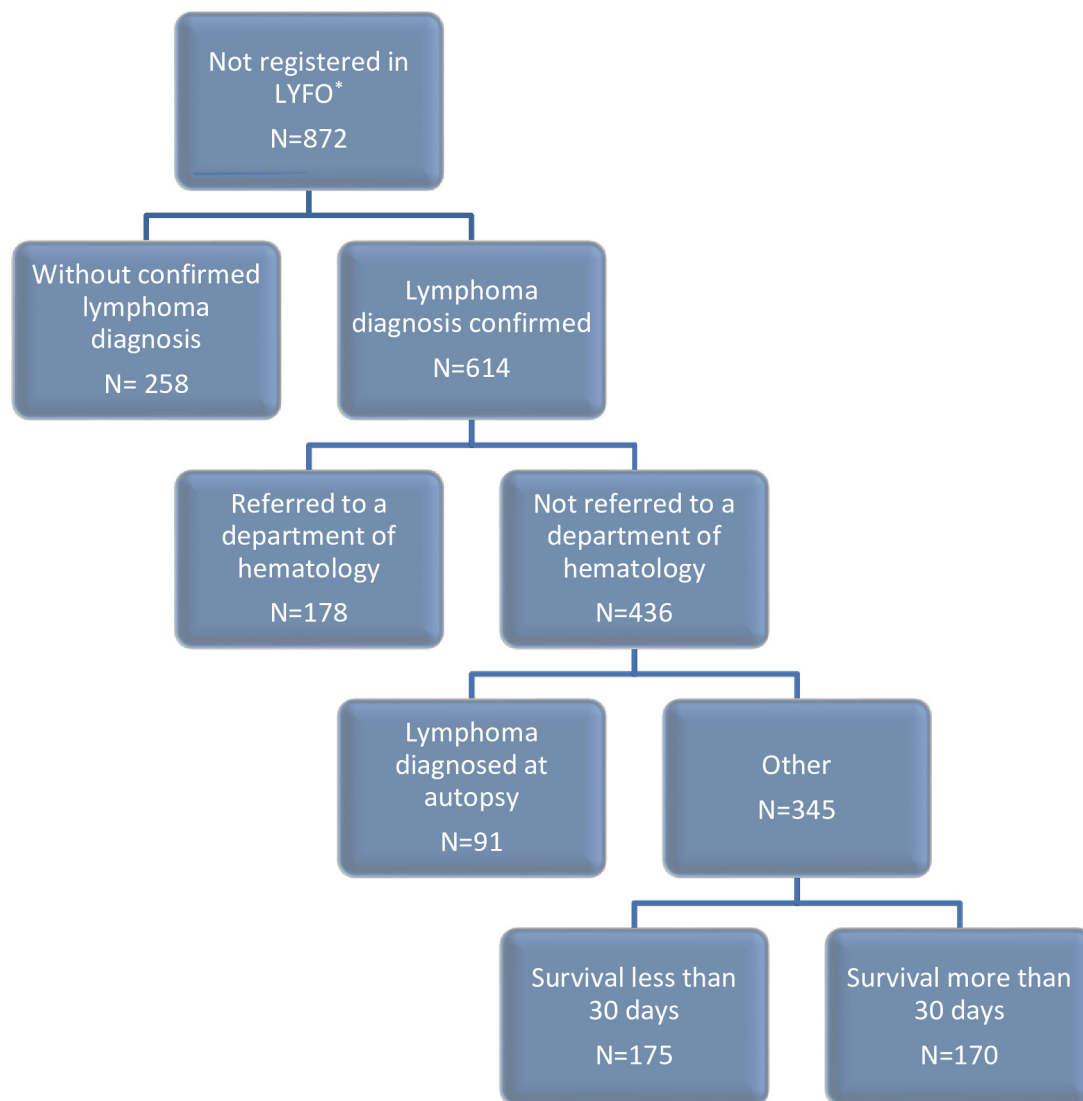 Not registered in
LYFO*
N=872
Without confirmed
lymphoma
diagnosis
N= 258
Lymphoma
diagnosis confirmed
N=614
Referred to a
department of
hematology
N=178
Not referred to a
department of
hematology
N=436
Lymphoma
diagnosed at
autopsy
N=91
Other
N=345
Survival less than
30 days
N=175
Survival more than
30 days
N=170